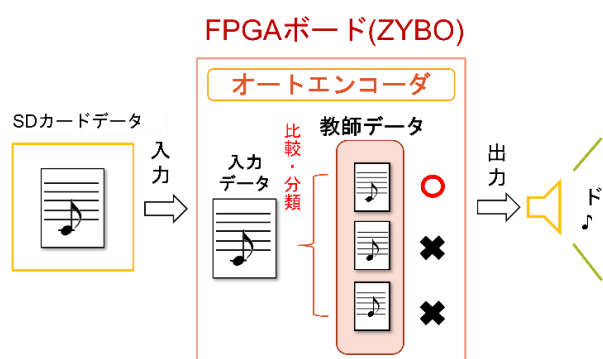 FPGAボード(ZYBO)
オートエンコーダ
SDカードデータ
入力
入力
データ
比較・分類
教師データ
出力
ド